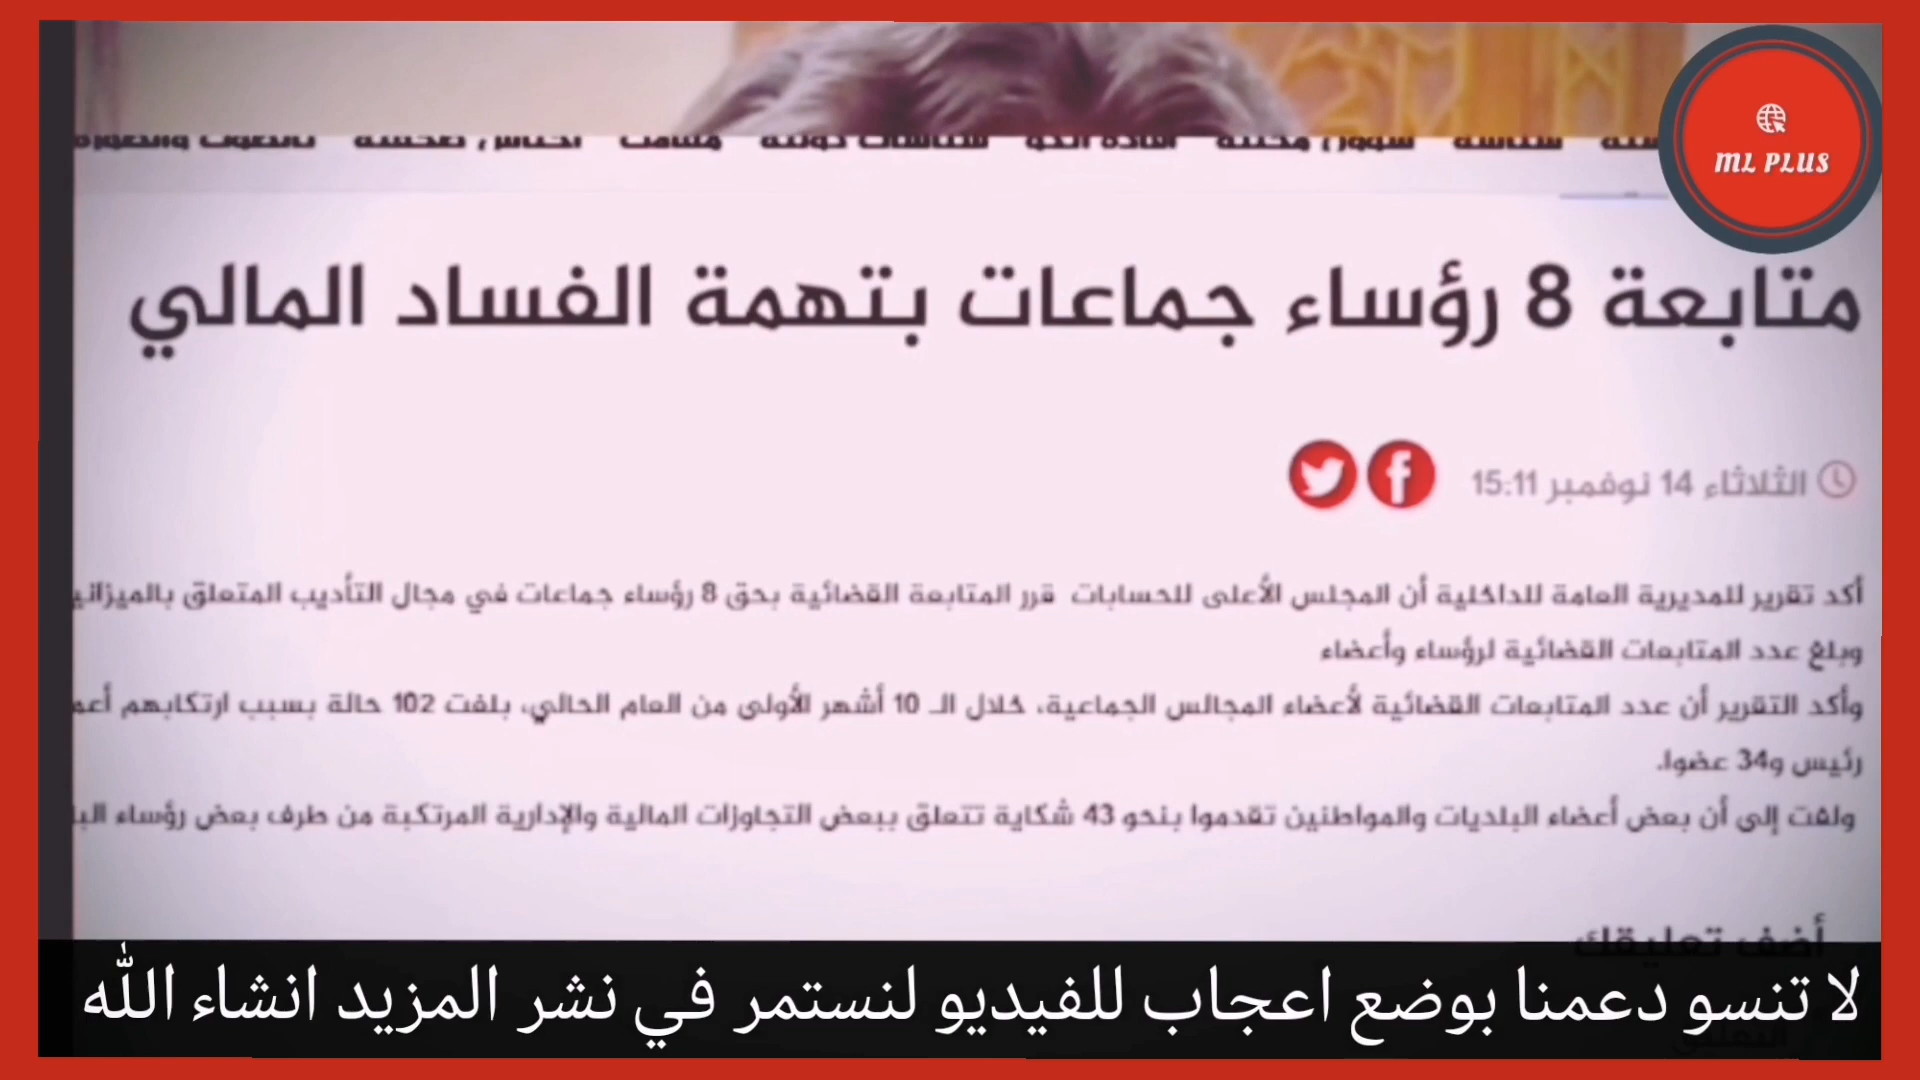 ML PLUS
متابعة 8 رؤساء جماعات بتهمة الفساد المالي
الثلاثاء 14 نوفمبر 15:11
أكد تقرير للمديرية العامة للداخلية أن المجلس الأعلى للحسابات قرر المتابعة القضائية بحق 8 رؤساء جماعات في مجال التأديب المتعلق
وبلغ عدد المتابعات القضائية لرؤساء وأعضاء
وأكد التقرير أن عدد المتابعات القضائية لأعضاء المجالس الجماعية، خلال الـ 10 أشهر الأولى من العام الحالي، بلغت 102 حالة بسبب ارتكابهم
رئيس و34 عضوا.
ولفت إلى أن بعض أعضاء البلديات والمواطنين تقدموا بنحو 43 شكاية تتعلق ببعض التجاوزات المالية والإدارية المرتكبة من طرف بعض رؤساء
أضف تعليقك
لا تنسو دعمنا بوضع اعجاب للفيديو لنستمر في نشر المزيد انشاء الله